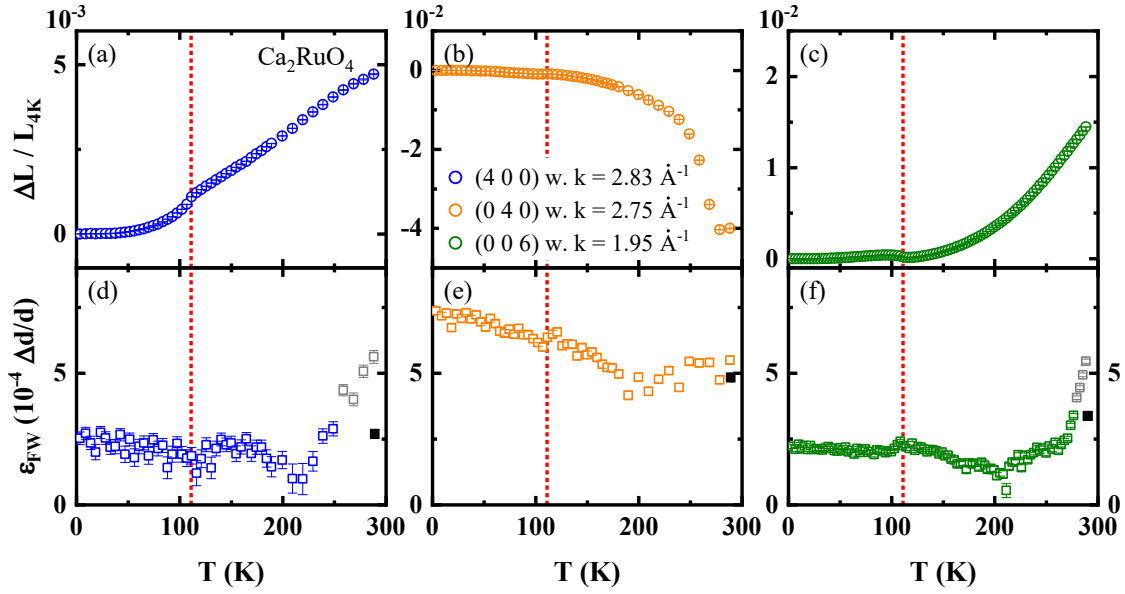 10⁻³
10⁻²
10⁻²
(a) Ca₂RuO₄
(b)
(c)
5
0
0
-2
-4
2
1
0
ΔL / L₄K
(4 0 0) w. k = 2.83 Å⁻¹
(0 4 0) w. k = 2.75 Å⁻¹
(0 0 6) w. k = 1.95 Å⁻¹
(d)
(e)
(f)
5
0
5
0
5
0
ε_FW (10⁻⁴ Δd/d)
0 100 200 300
0 100 200 300
0 100 200 300
T (K)
T (K)
T (K)